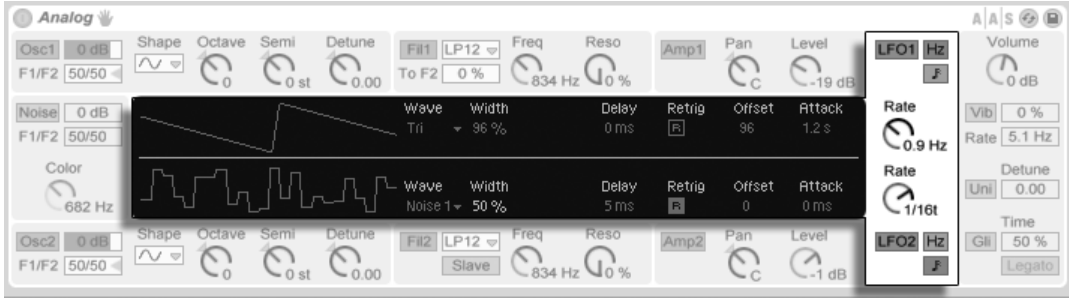 Analog A|A|S
Osc1 0 dB Shape Octave Semi Detune Fil1 LP12 Freq Reso Amp1 Pan Level LFO1 Hz Volume
F1/F2 50/50 0 0 st 0.00 To F2 0 % 834 Hz 0 % C -19 dB 0 dB
Noise 0 dB Wave Width Delay Retrig Offset Attack Rate Vib 0 %
F1/F2 50/50 Tri 96 % 0 ms R 96 1.2 s 0.9 Hz Rate 5.1 Hz
Color Rate Detune
682 Hz Wave Width Delay Retrig Offset Attack 1/16t Uni 0.00
Noise 1 50 % 5 ms R 0 0 ms Time
Osc2 0 dB Shape Octave Semi Detune Fil2 LP12 Freq Reso Amp2 Pan Level LFO2 Hz Gli 50 %
F1/F2 50/50 0 0 st 0.00 Slave 834 Hz 0 % C -1 dB Legato